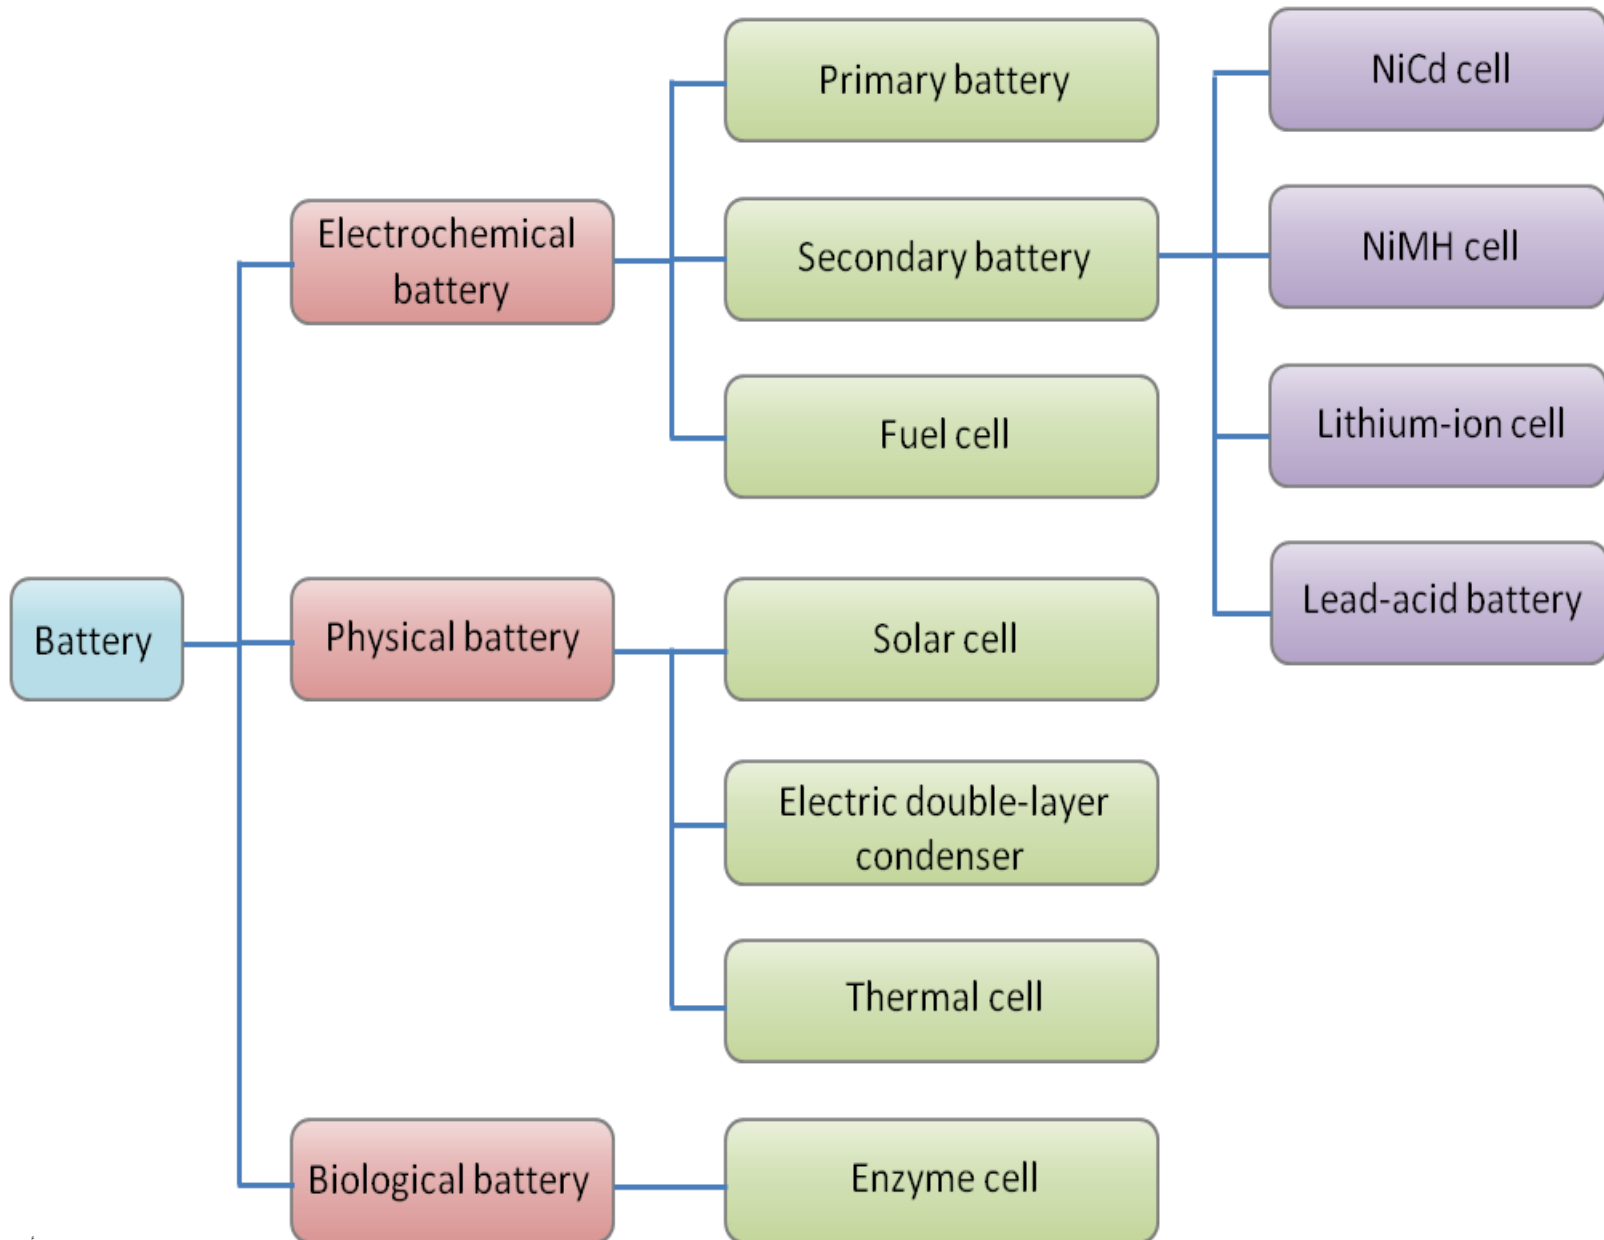 Primary battery
NiCd cell
Electrochemical
battery
Secondary battery
NiMH cell
Fuel cell
Lithium-ion cell
Battery
Physical battery
Solar cell
Lead-acid battery
Electric double-layer
condenser
Thermal cell
Biological battery
Enzyme cell